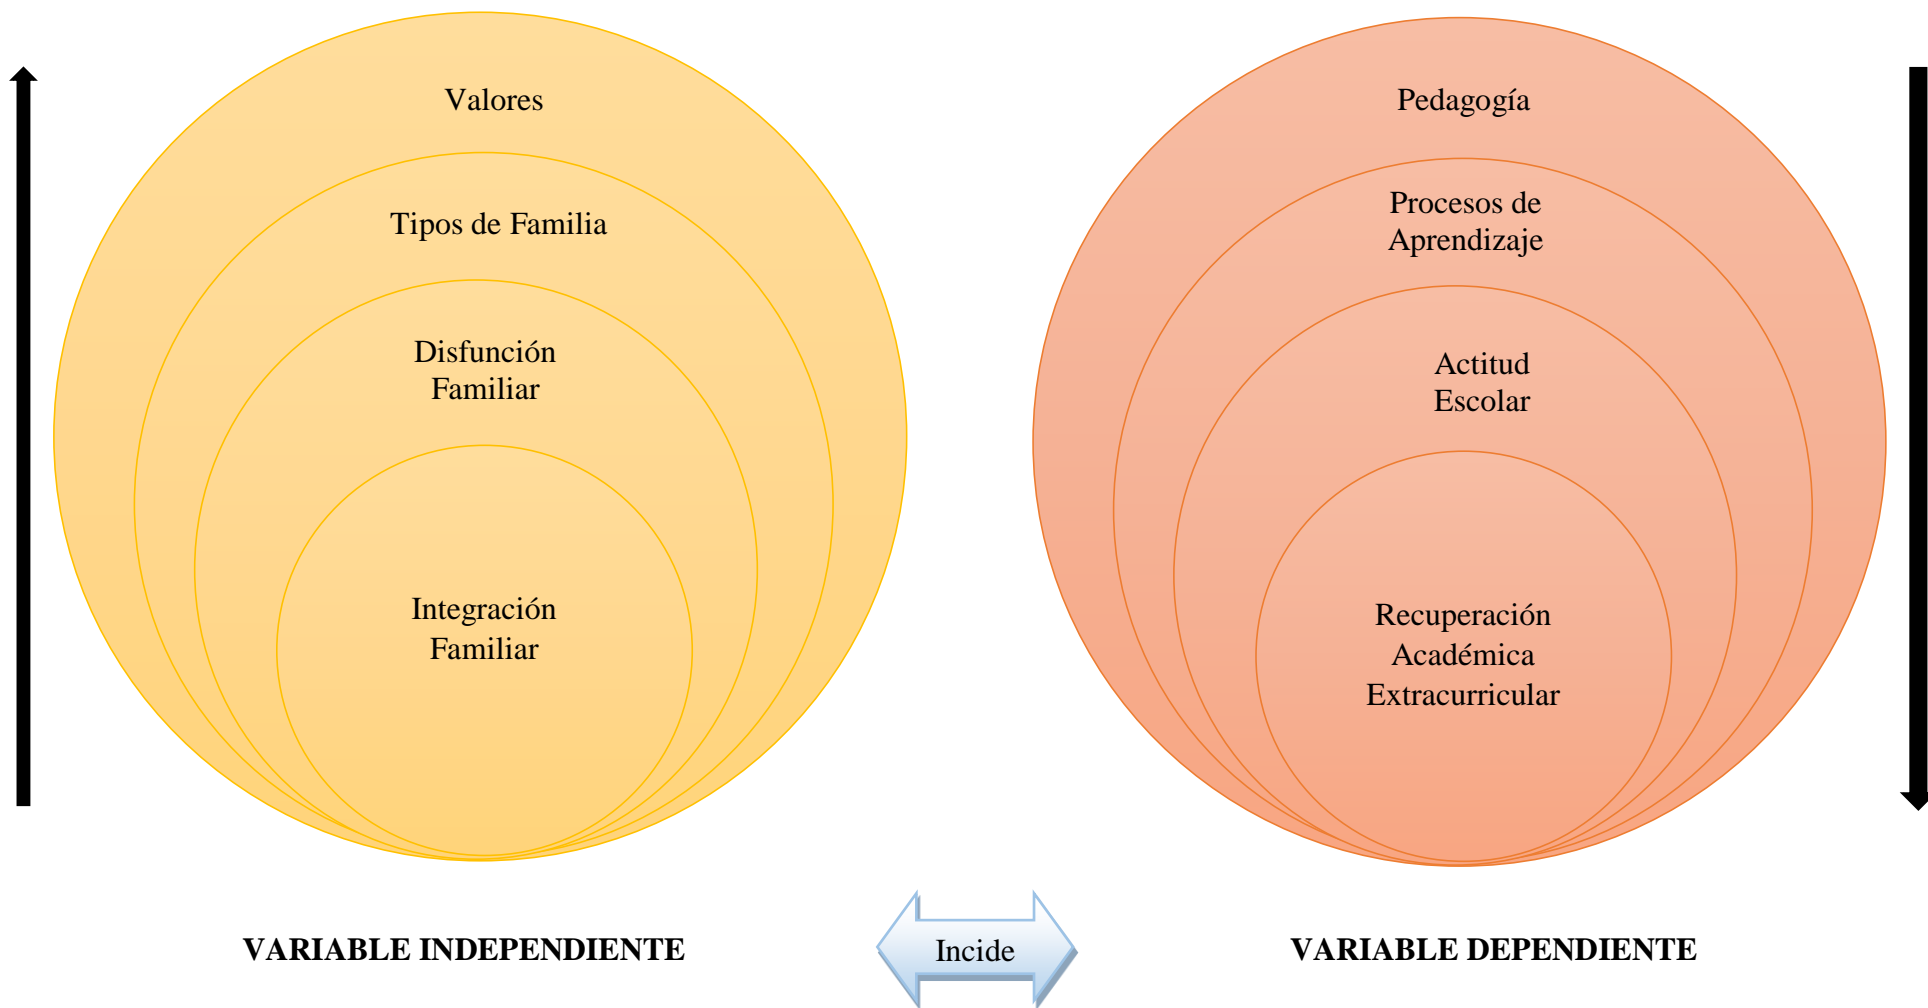 Valores
Tipos de Familia
Disfunción
Familiar
Integración
Familiar
Pedagogía
Procesos de
Aprendizaje
Actitud
Escolar
Recuperación
Académica
Extracurricular
VARIABLE INDEPENDIENTE
Incide
VARIABLE DEPENDIENTE